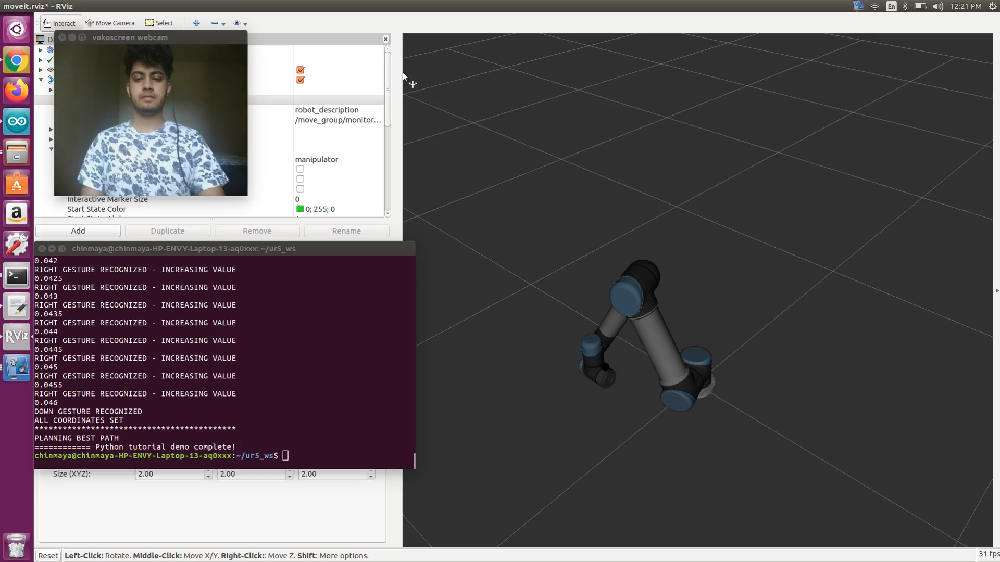 moveit.rviz* - RViz
En
12:21 PM
Interact
Move Camera
Select
vokoscreen webcam
robot_description
/move_group/monitor...
manipulator
Interactive Marker Size
0
Start State Color
0; 255; 0
Add
Duplicate
Remove
Rename
chinmaya@chinmaya-HP-ENVY-Laptop-13-aq0xxx: ~/ur5_ws
0.042
RIGHT GESTURE RECOGNIZED - INCREASING VALUE
0.0425
RIGHT GESTURE RECOGNIZED - INCREASING VALUE
0.043
RIGHT GESTURE RECOGNIZED - INCREASING VALUE
0.0435
RIGHT GESTURE RECOGNIZED - INCREASING VALUE
0.044
RIGHT GESTURE RECOGNIZED - INCREASING VALUE
0.0445
RIGHT GESTURE RECOGNIZED - INCREASING VALUE
0.045
RIGHT GESTURE RECOGNIZED - INCREASING VALUE
0.0455
RIGHT GESTURE RECOGNIZED - INCREASING VALUE
0.046
DOWN GESTURE RECOGNIZED
ALL COORDINATES SET
*******************************************
PLANNING BEST PATH
============ Python tutorial demo complete!
chinmaya@chinmaya-HP-ENVY-Laptop-13-aq0xxx:~/ur5_ws$
Size (XYZ):
2.00
2.00
2.00
RViz
Reset
Left-Click: Rotate. Middle-Click: Move X/Y. Right-Click:: Move Z. Shift: More options.
31 fps